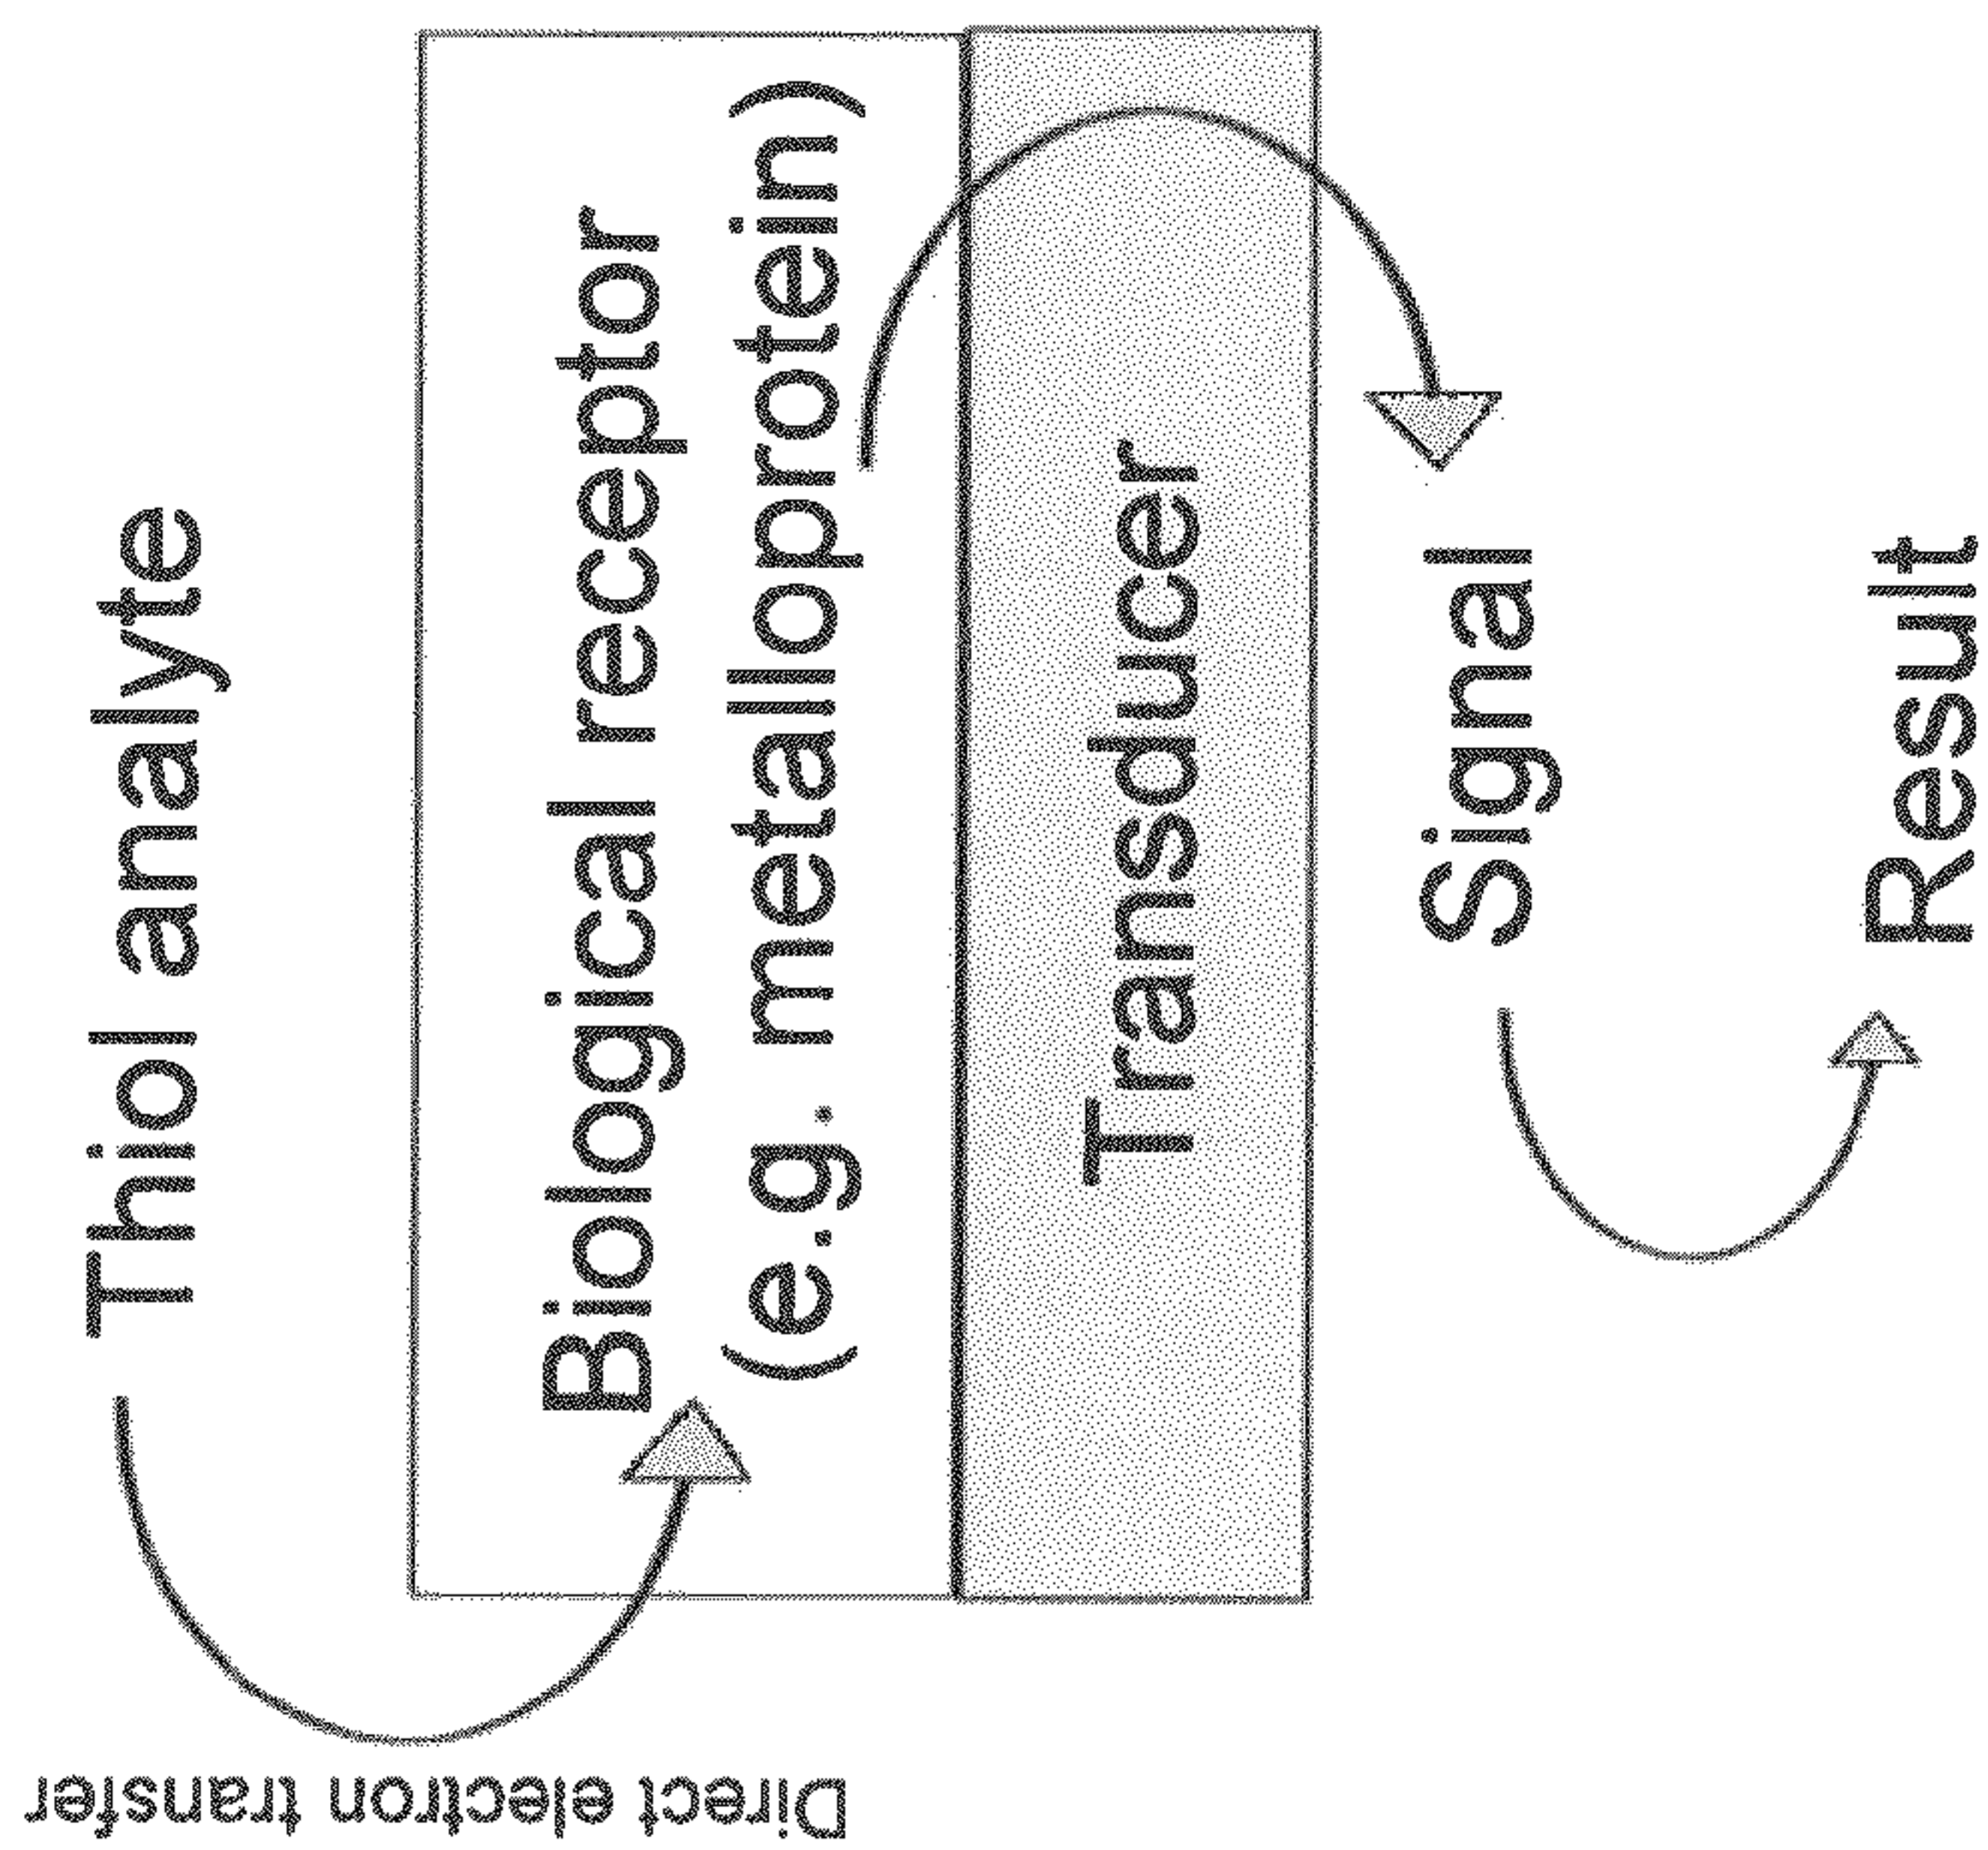 Thiol analyte
Direct electron transfer
Biological receptor
(e.g. metalloprotein)
Transducer
Signal
Result